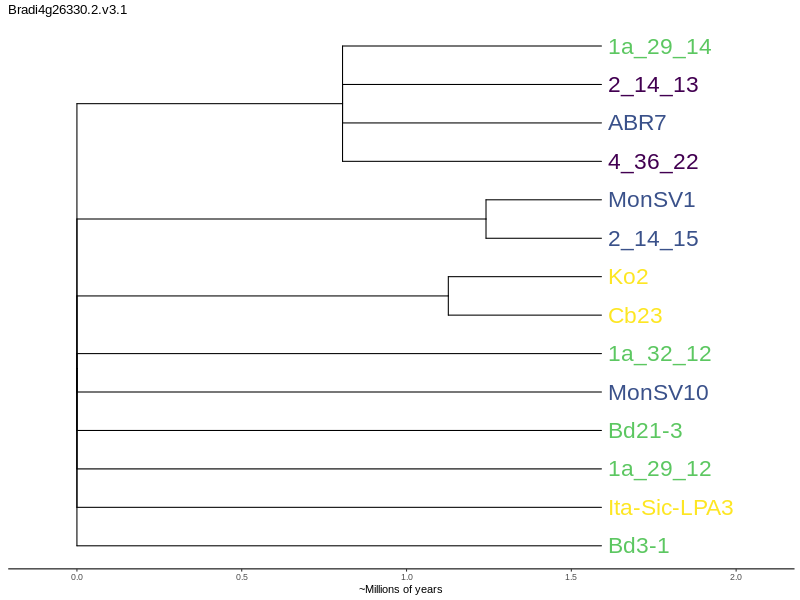 Bradi4g26330.2.v3.1
1a_29_14
2_14_13
ABR7
4_36_22
MonSV1
2_14_15
Ko2
Cb23
1a_32_12
MonSV10
Bd21-3
1a_29_12
Ita-Sic-LPA3
Bd3-1
0.0 0.5 1.0 1.5 2.0
~Millions of years